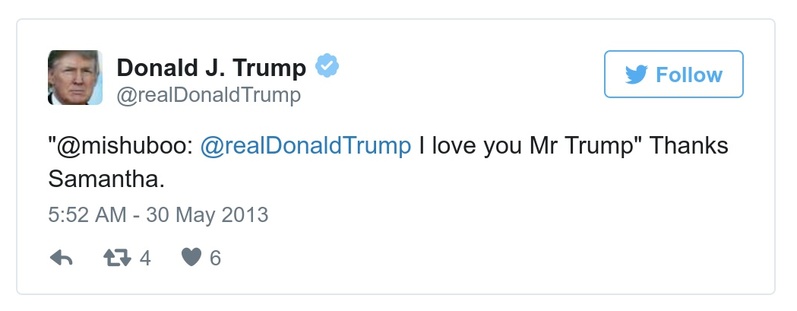 Donald J. Trump
@realDonaldTrump
Follow
"@mishuboo: @realDonaldTrump I love you Mr Trump" Thanks
Samantha.
5:52 AM - 30 May 2013
4 6